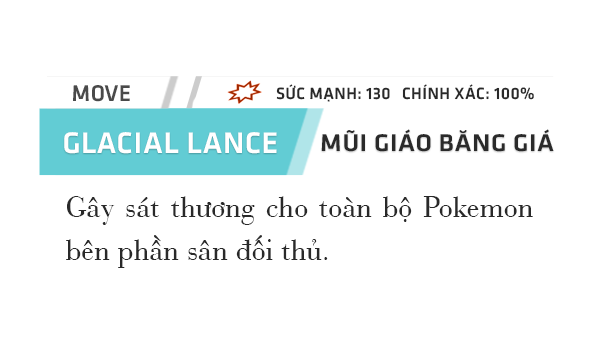 MOVE SỨC MẠNH: 130 CHÍNH XÁC: 100%
GLACIAL LANCE MŨI GIÁO BĂNG GIÁ
Gây sát thương cho toàn bộ Pokemon
bên phần sân đối thủ.